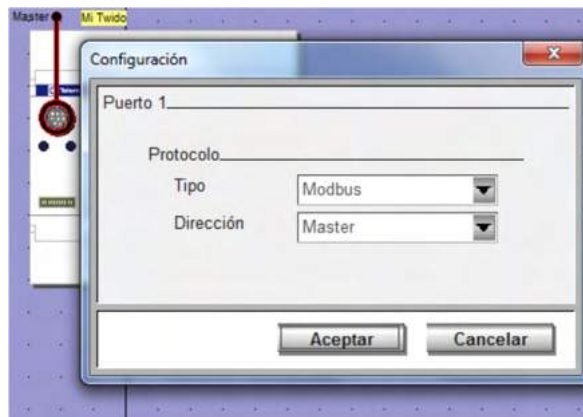 Master
Mi Twido
Configuración
Puerto 1
Protocolo
Tipo
Modbus
Dirección
Master
Aceptar
Cancelar